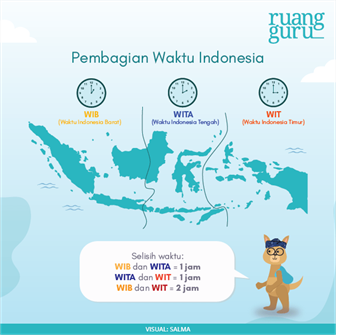 ruang
guru
Pembagian Waktu Indonesia
WIB
(Waktu Indonesia Barat)
WITA
(Waktu Indonesia Tengah)
WIT
(Waktu Indonesia Timur)
Selisih waktu:
WIB dan WITA = 1 jam
WITA dan WIT = 1 jam
WIB dan WIT = 2 jam
VISUAL: SALMA